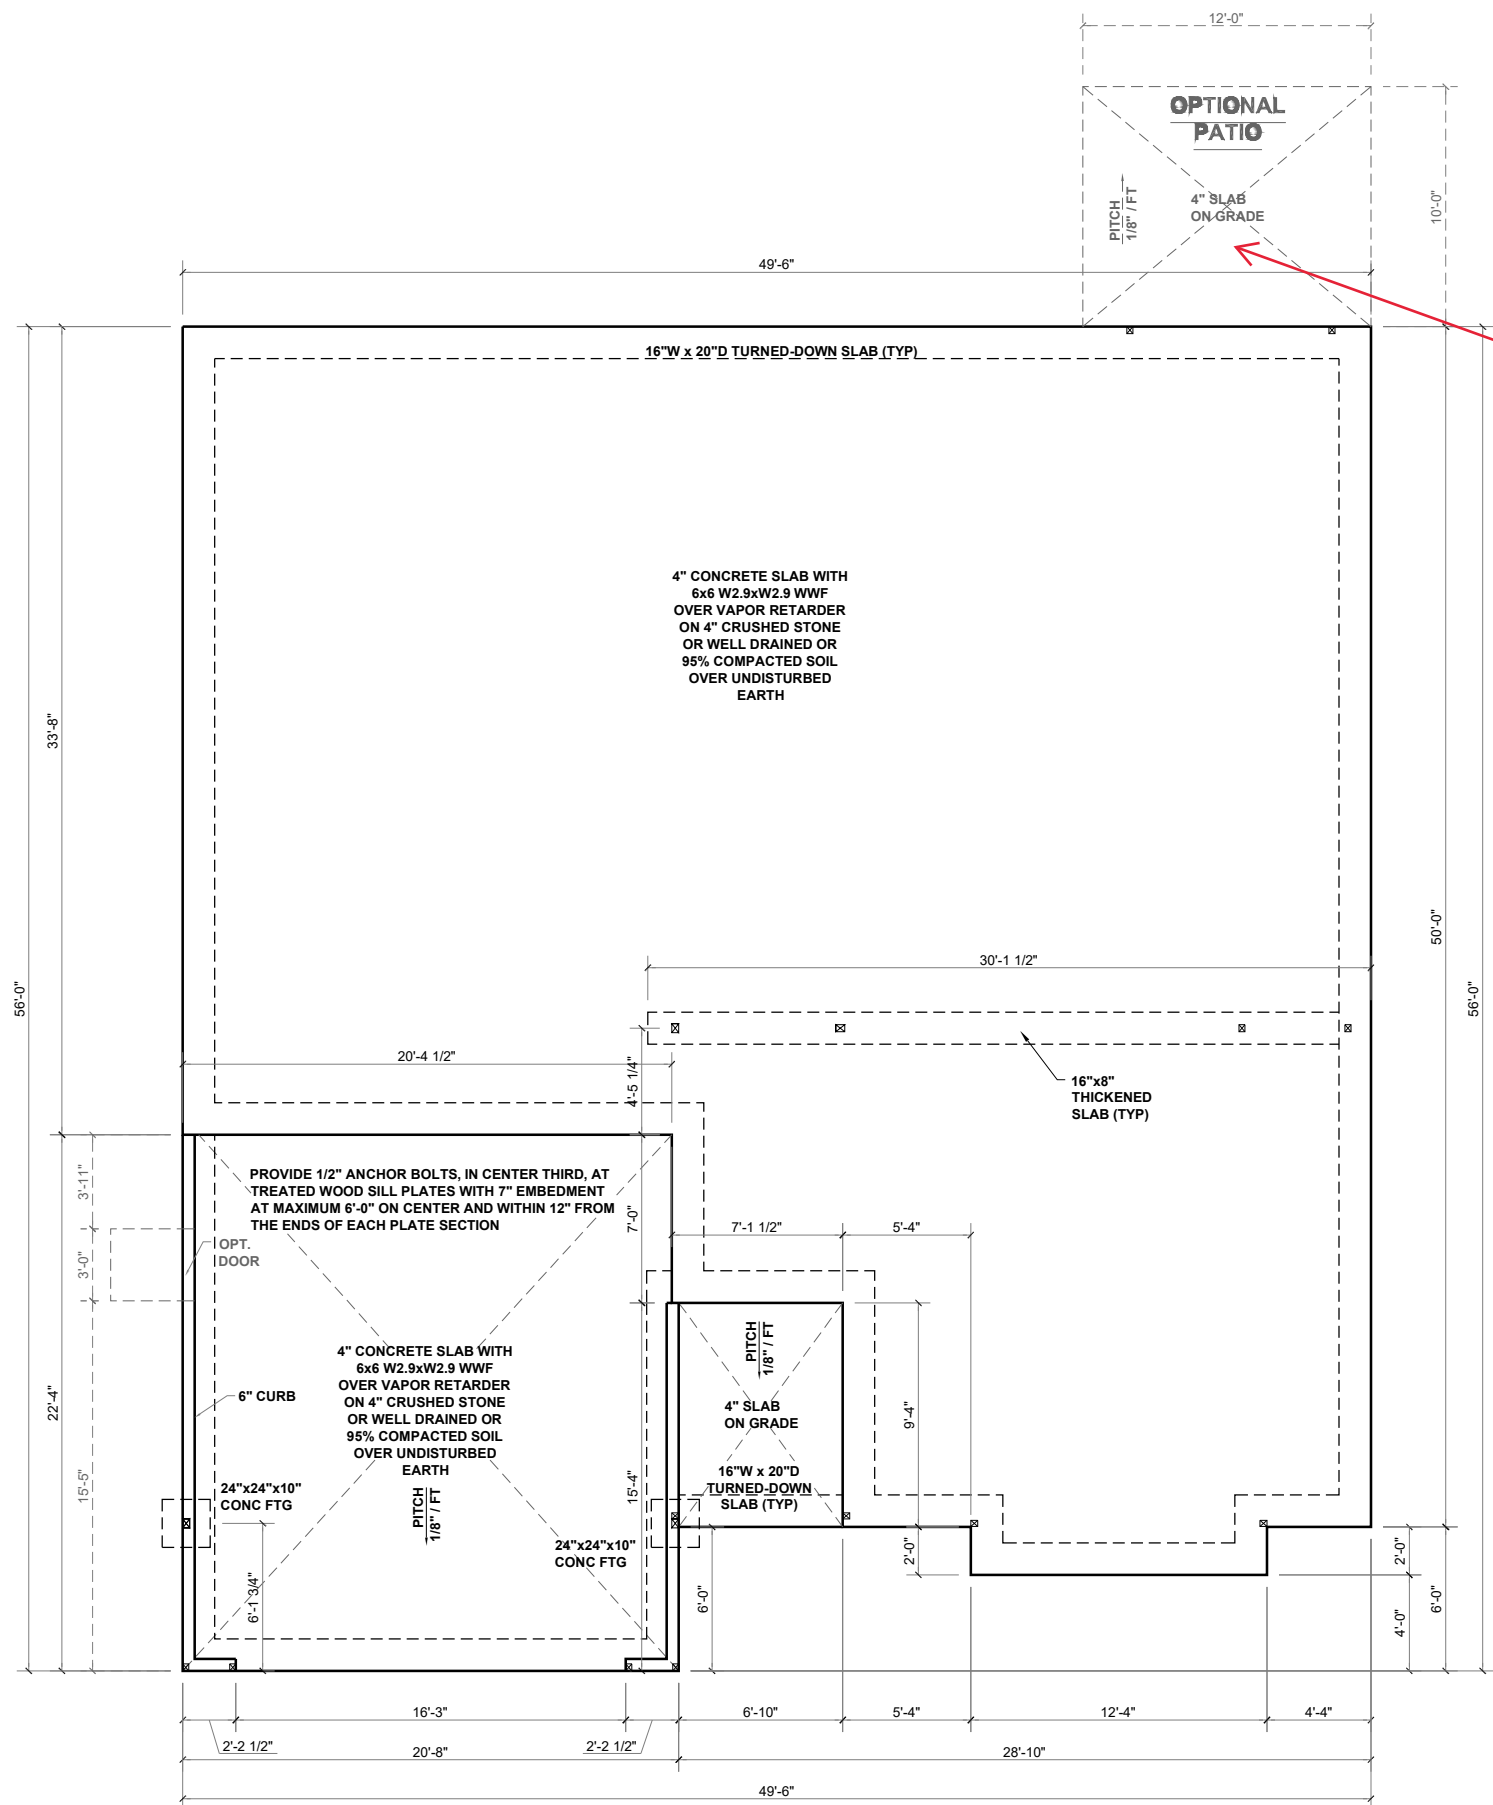 12'-0"
OPTIONAL
PATIO
PITCH
1/8" / FT
4" SLAB
ON GRADE
10'-0"
49'-6"
16"W x 20"D TURNED-DOWN SLAB (TYP)
4" CONCRETE SLAB WITH
6x6 W2.9xW2.9 WWF
OVER VAPOR RETARDER
ON 4" CRUSHED STONE
OR WELL DRAINED OR
95% COMPACTED SOIL
OVER UNDISTURBED
EARTH
33'-8"
56'-0"
50'-0"
56'-0"
30'-1 1/2"
20'-4 1/2"
4'-5 1/4"
16"x8"
THICKENED
SLAB (TYP)
3'-11"
PROVIDE 1/2" ANCHOR BOLTS, IN CENTER THIRD, AT
TREATED WOOD SILL PLATES WITH 7" EMBEDMENT
AT MAXIMUM 6'-0" ON CENTER AND WITHIN 12" FROM
THE ENDS OF EACH PLATE SECTION
7'-0"
7'-1 1/2"
5'-4"
3'-0"
OPT.
DOOR
4" CONCRETE SLAB WITH
6x6 W2.9xW2.9 WWF
OVER VAPOR RETARDER
ON 4" CRUSHED STONE
OR WELL DRAINED OR
95% COMPACTED SOIL
OVER UNDISTURBED
EARTH
PITCH
1/8" / FT
6" CURB
22'-4"
15'-5"
PITCH
1/8" / FT
4" SLAB
ON GRADE
9'-4"
16"W x 20"D
TURNED-DOWN
SLAB (TYP)
15'-4"
24"x24"x10"
CONC FTG
24"x24"x10"
CONC FTG
6'-1 3/4"
2'-0"
2'-0"
6'-0"
4'-0"
6'-0"
16'-3"
6'-10"
5'-4"
12'-4"
4'-4"
2'-2 1/2"
20'-8"
2'-2 1/2"
28'-10"
49'-6"